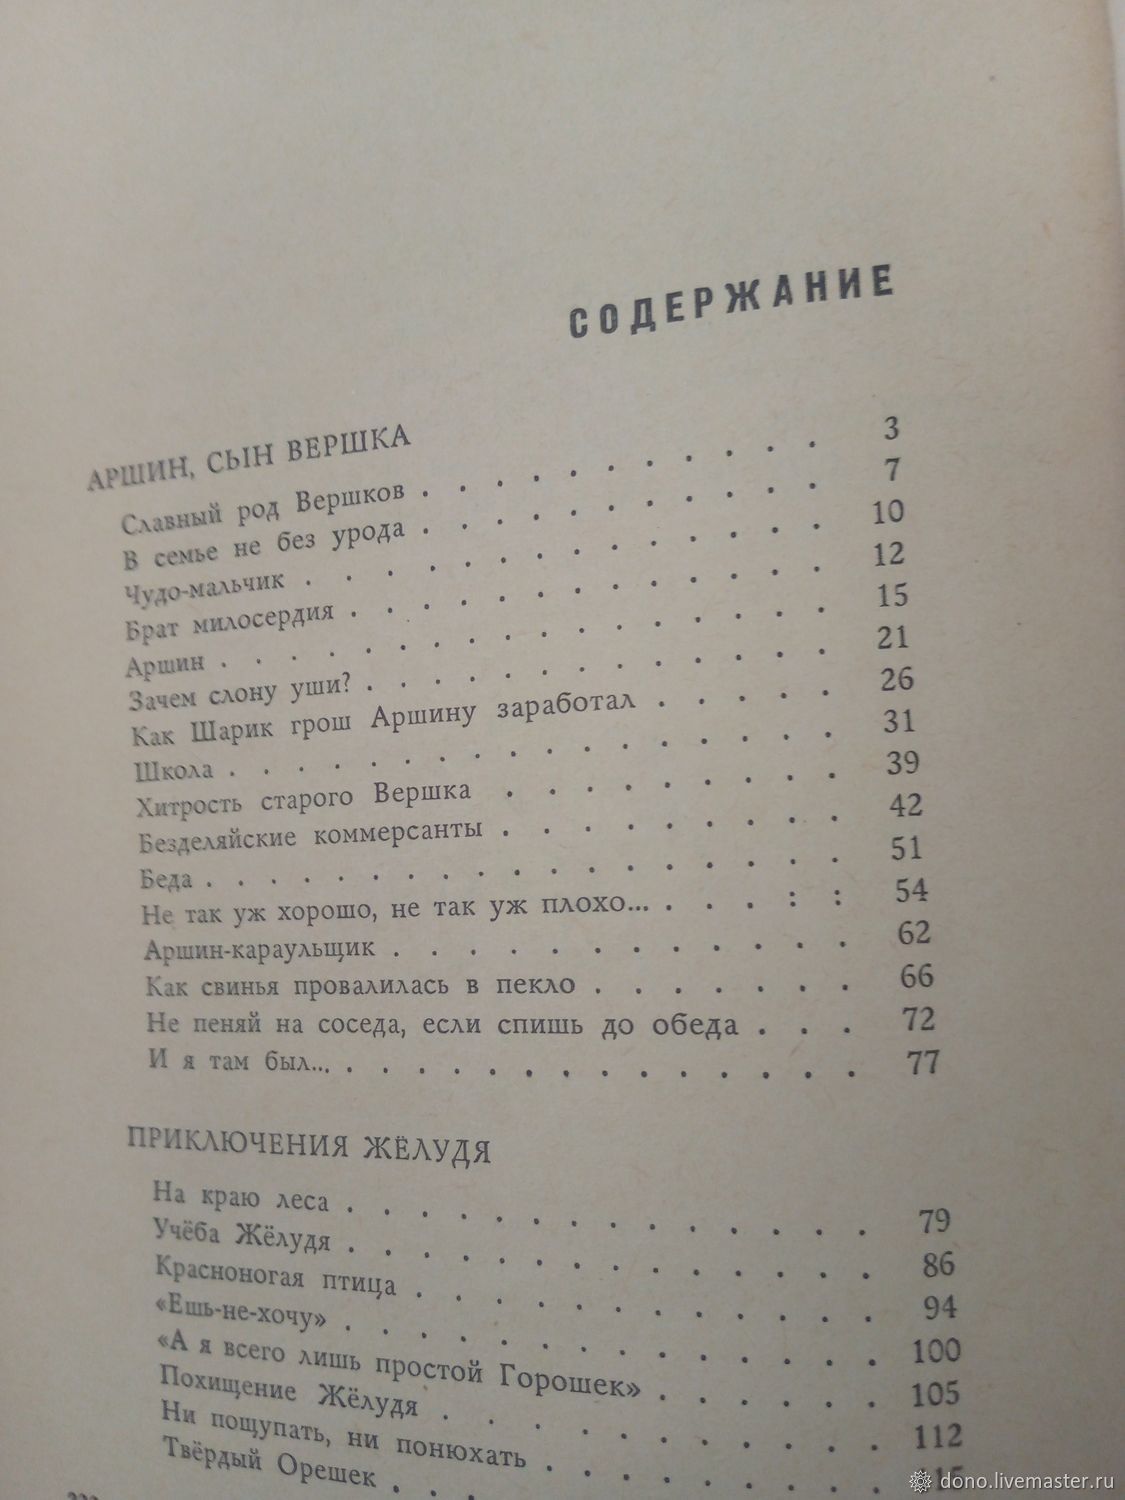 СОДЕРЖАНИЕ
АРШИН, СЫН ВЕРШКА
Славный род Вершков . . . . . . . . . . 3
В семье не без урода . . . . . . . . . . 7
Чудо-мальчик . . . . . . . . . . . . . 10
Брат милосердия . . . . . . . . . . . . 12
Аршин . . . . . . . . . . . . . . . 15
Зачем слону уши? . . . . . . . . . . . . 21
Как Шарик грош Аршину заработал . . . . . 26
Школа . . . . . . . . . . . . . . . 31
Хитрость старого Вершка . . . . . . . . 39
Безделяйские коммерсанты . . . . . . . . . 42
Беда . . . . . . . . . . . . . . . 51
Не так уж хорошо, не так уж плохо... . . . : : 54
Аршин-караульщик . . . . . . . . . . . 62
Как свинья провалилась в пекло . . . . . . . 66
Не пеняй на соседа, если спишь до обеда . . . 72
И я там был... . . . . . . . . . . . . . 77
ПРИКЛЮЧЕНИЯ ЖЁЛУДЯ
На краю леса . . . . . . . . . . . . . 79
Учёба Жёлудя . . . . . . . . . . . . . 86
Красноногая птица . . . . . . . . . . . . 94
«Ешь-не-хочу» . . . . . . . . . . . . . 100
«А я всего лишь простой Горошек» . . . . . . 105
Похищение Жёлудя . . . . . . . . . . . 112
Ни пощупать, ни понюхать . . . . . . . . 115
Твёрдый Орешек . . .
dono.livemaster.ru